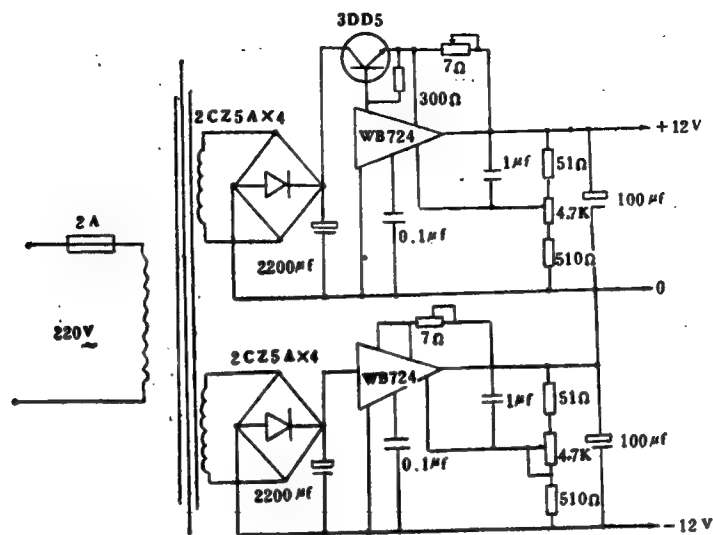 3DD5
7Ω
2CZ5A×4
300Ω
WB724
+12V
1μf
51Ω
100μf
4.7K
2A
0.1μf
2200μf
510Ω
0
220V
~
2CZ5A×4
7Ω
WB724
1μf
51Ω
100μf
0.1μf
4.7K
2200μf
510Ω
-12V